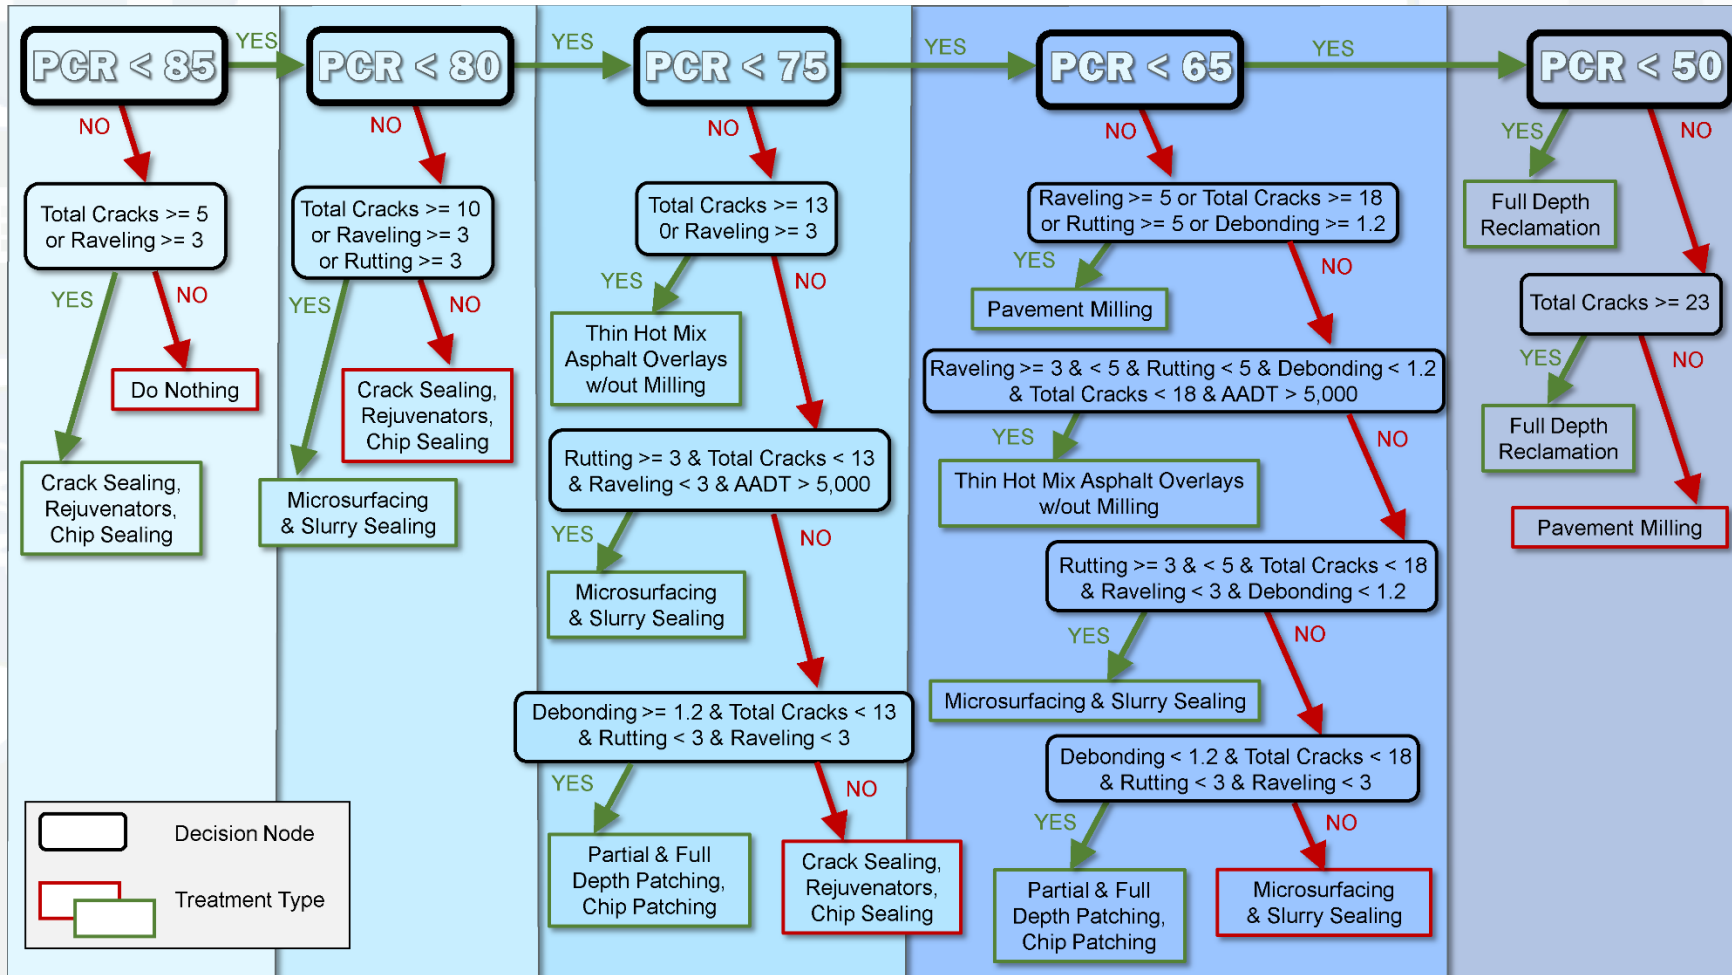 PCR < 85
YES
PCR < 80
YES
PCR < 75
YES
PCR < 65
YES
PCR < 50
NO
Total Cracks >= 5
or Raveling >= 3
YES
NO
Do Nothing
Crack Sealing,
Rejuvenators,
Chip Sealing
NO
Total Cracks >= 10
or Raveling >= 3
or Rutting >= 3
YES
NO
Crack Sealing,
Rejuvenators,
Chip Sealing
Microsurfacing
& Slurry Sealing
NO
Total Cracks >= 13
0r Raveling >= 3
YES
NO
Thin Hot Mix
Asphalt Overlays
w/out Milling
Rutting >= 3 & Total Cracks < 13
& Raveling < 3 & AADT > 5,000
YES
NO
Microsurfacing
& Slurry Sealing
Debonding >= 1.2 & Total Cracks < 13
& Rutting < 3 & Raveling < 3
YES
NO
Partial & Full
Depth Patching,
Chip Patching
Crack Sealing,
Rejuvenators,
Chip Sealing
NO
Raveling >= 5 or Total Cracks >= 18
or Rutting >= 5 or Debonding >= 1.2
YES
NO
Pavement Milling
Raveling >= 3 & < 5 & Rutting < 5 & Debonding < 1.2
& Total Cracks < 18 & AADT > 5,000
YES
NO
Thin Hot Mix Asphalt Overlays
w/out Milling
Rutting >= 3 & < 5 & Total Cracks < 18
& Raveling < 3 & Debonding < 1.2
YES
NO
Microsurfacing & Slurry Sealing
Debonding < 1.2 & Total Cracks < 18
& Rutting < 3 & Raveling < 3
YES
NO
Partial & Full
Depth Patching,
Chip Patching
Microsurfacing
& Slurry Sealing
YES
NO
Full Depth
Reclamation
Total Cracks >= 23
YES
NO
Full Depth
Reclamation
Pavement Milling
Decision Node
Treatment Type